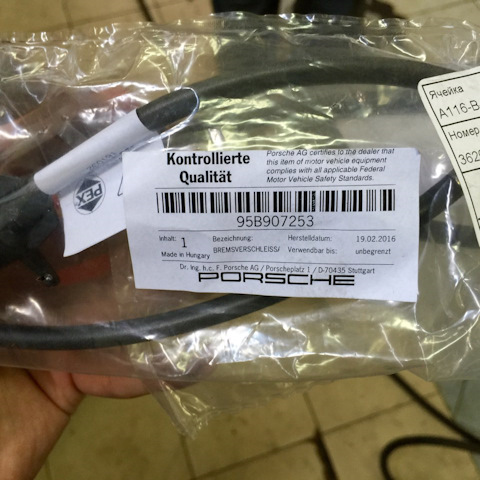 Kontrollierte
Qualität
Porsche AG certifies to the dealer that
this item of motor vehicle equipment
complies with all applicable Federal
Motor Vehicle Safety Standards.
95B907253
Inhalt: 1 Bezeichnung: Herstelldatum: 19.02.2016
Made in Hungary BREMSVERSCHLEISS/ Verwendbar bis: unbegrenzt
Dr. Ing. h.c. F. Porsche AG / Porscheplatz 1 / D-70435 Stuttgart
PORSCHE
PEX
Ячейка
A116-B
Номер